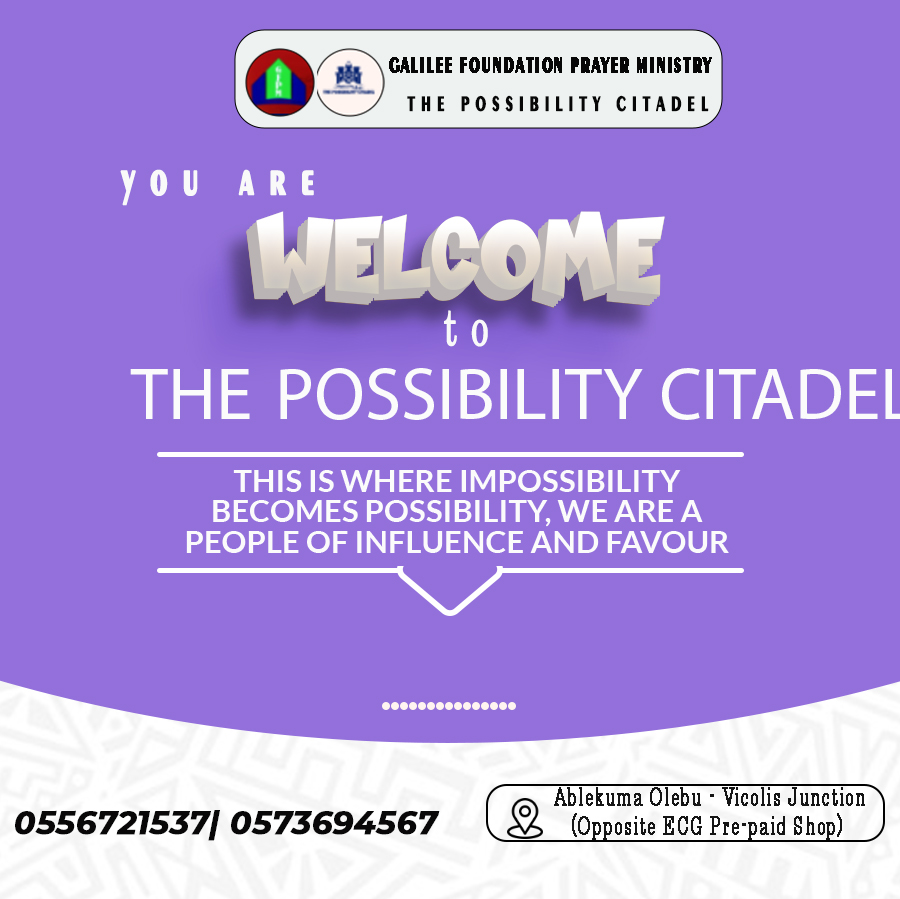 GALILEE FOUNDATION PRAYER MINISTRY
THE POSSIBILITY CITADEL
YOU ARE
WELCOME
to
THE POSSIBILITY CITADEL
THIS IS WHERE IMPOSSIBILITY
BECOMES POSSIBILITY, WE ARE A
PEOPLE OF INFLUENCE AND FAVOUR
0556721537| 0573694567
Ablekuma Olebu - Vicolis Junction
(Opposite ECG Pre-paid Shop)